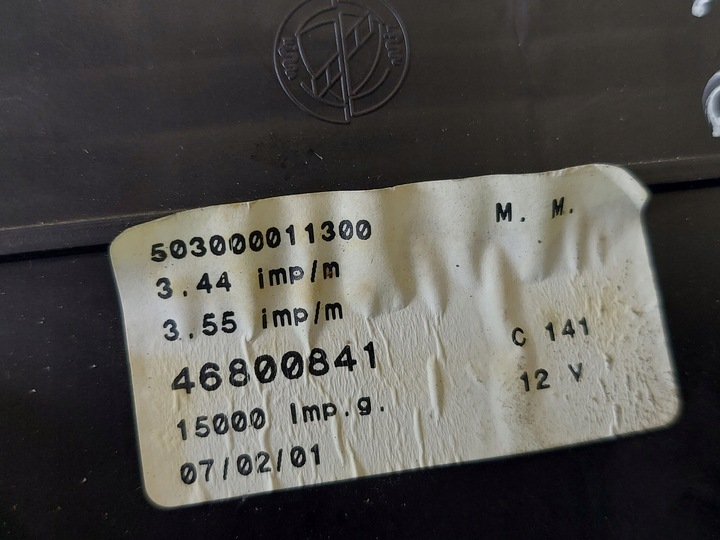 503000011300 M. M.
3.44 imp/m
3.55 imp/m
46800841 C 141
15000 Imp.g. 12 V
07/02/01